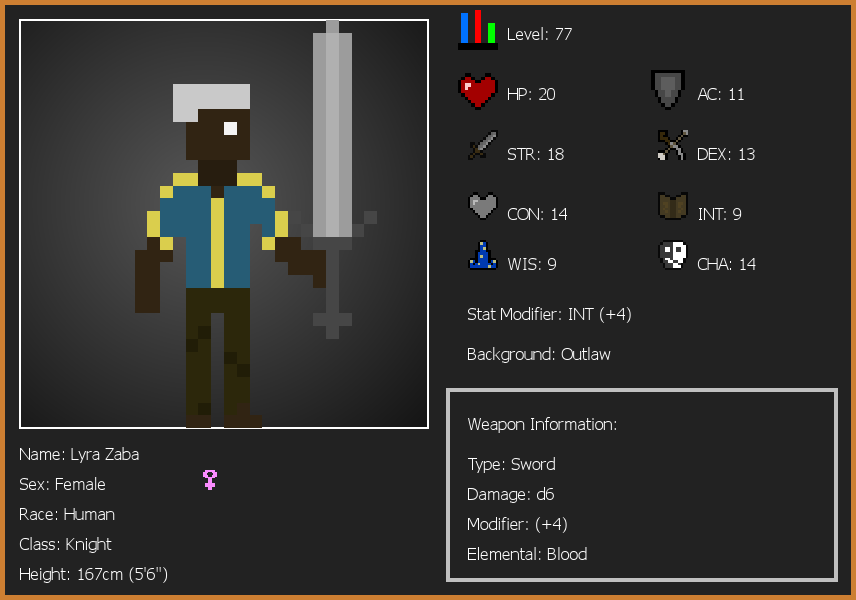 Level: 77
HP: 20
AC: 11
STR: 18
DEX: 13
CON: 14
INT: 9
WIS: 9
CHA: 14
Stat Modifier: INT (+4)
Background: Outlaw
Weapon Information:
Type: Sword
Damage: d6
Modifier: (+4)
Elemental: Blood
Name: Lyra Zaba
Sex: Female
Race: Human
Class: Knight
Height: 167cm (5'6")